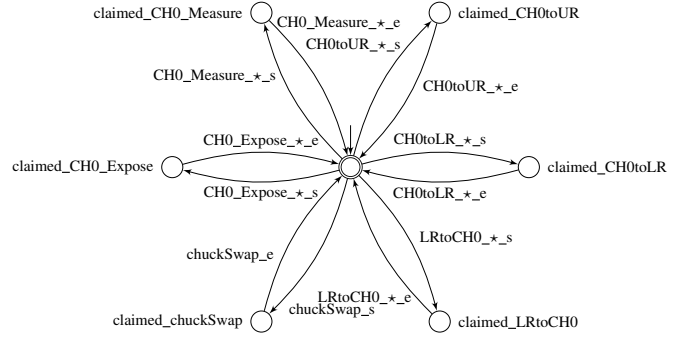 claimed_CH0_Measure
CH0_Measure_⋆_e
claimed_CH0toUR
CH0toUR_⋆_s
CH0_Measure_⋆_s
CH0toUR_⋆_e
CH0_Expose_⋆_e
CH0toLR_⋆_s
claimed_CH0_Expose
claimed_CH0toLR
CH0_Expose_⋆_s
CH0toLR_⋆_e
LRtoCH0_⋆_s
chuckSwap_e
LRtoCH0_⋆_e
chuckSwap_s
claimed_chuckSwap
claimed_LRtoCH0